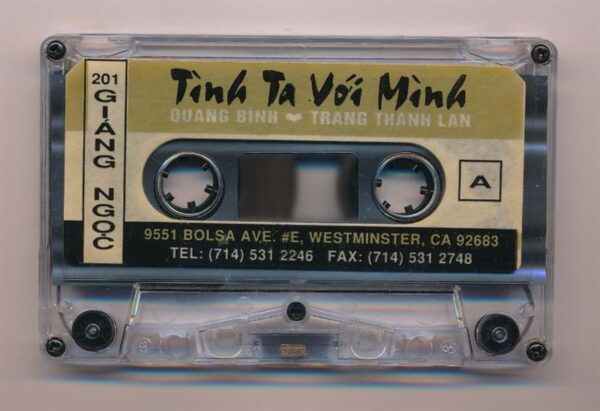 201
GIÁNG NGỌC
Tình Ta Với Mình
QUANG BÌNH ❤ TRANG THANH LAN
A
9551 BOLSA AVE. #E, WESTMINSTER, CA 92683
TEL: (714) 531 2246 FAX: (714) 531 2748